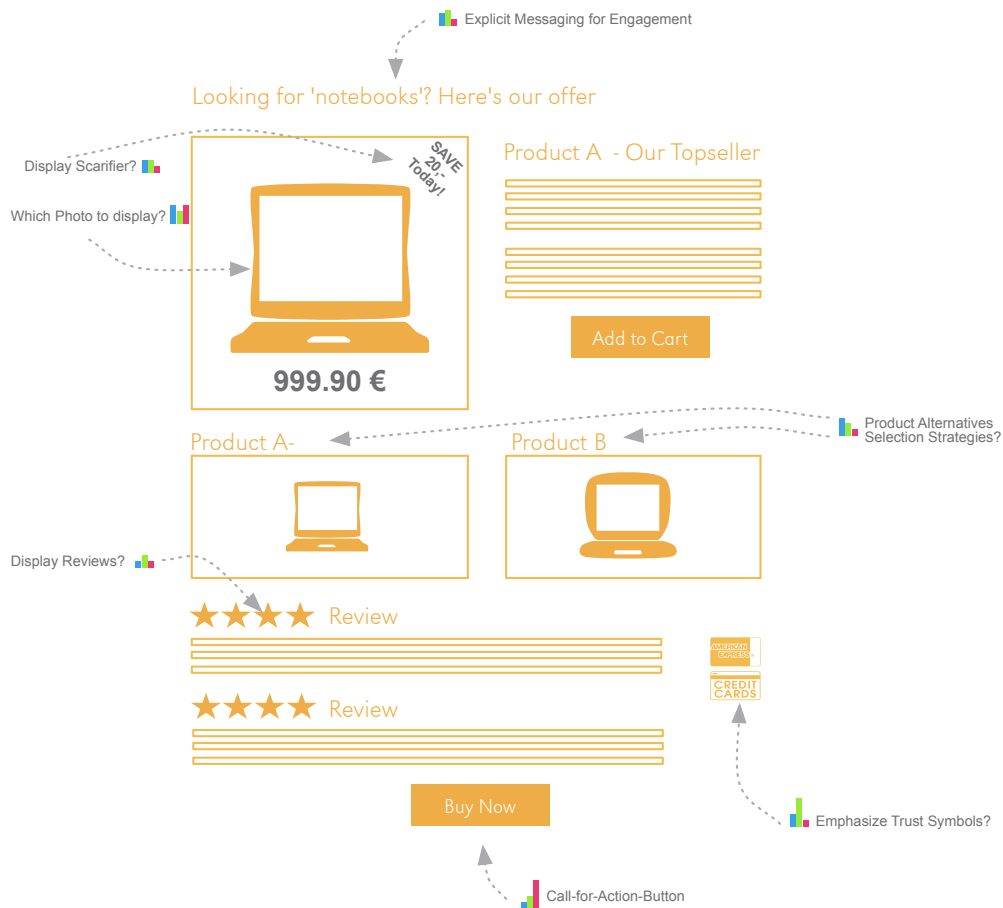 Explicit Messaging for Engagement
Looking for 'notebooks'? Here's our offer
Display Scarifier?
SAVE
20,-
Today!
Product A - Our Topseller
Which Photo to display?
Add to Cart
999.90 €
Product Alternatives
Selection Strategies?
Product A-
Product B
Display Reviews?
Review
AMERICAN
EXPRESS
CREDIT
CARDS
Review
Buy Now
Emphasize Trust Symbols?
Call-for-Action-Button